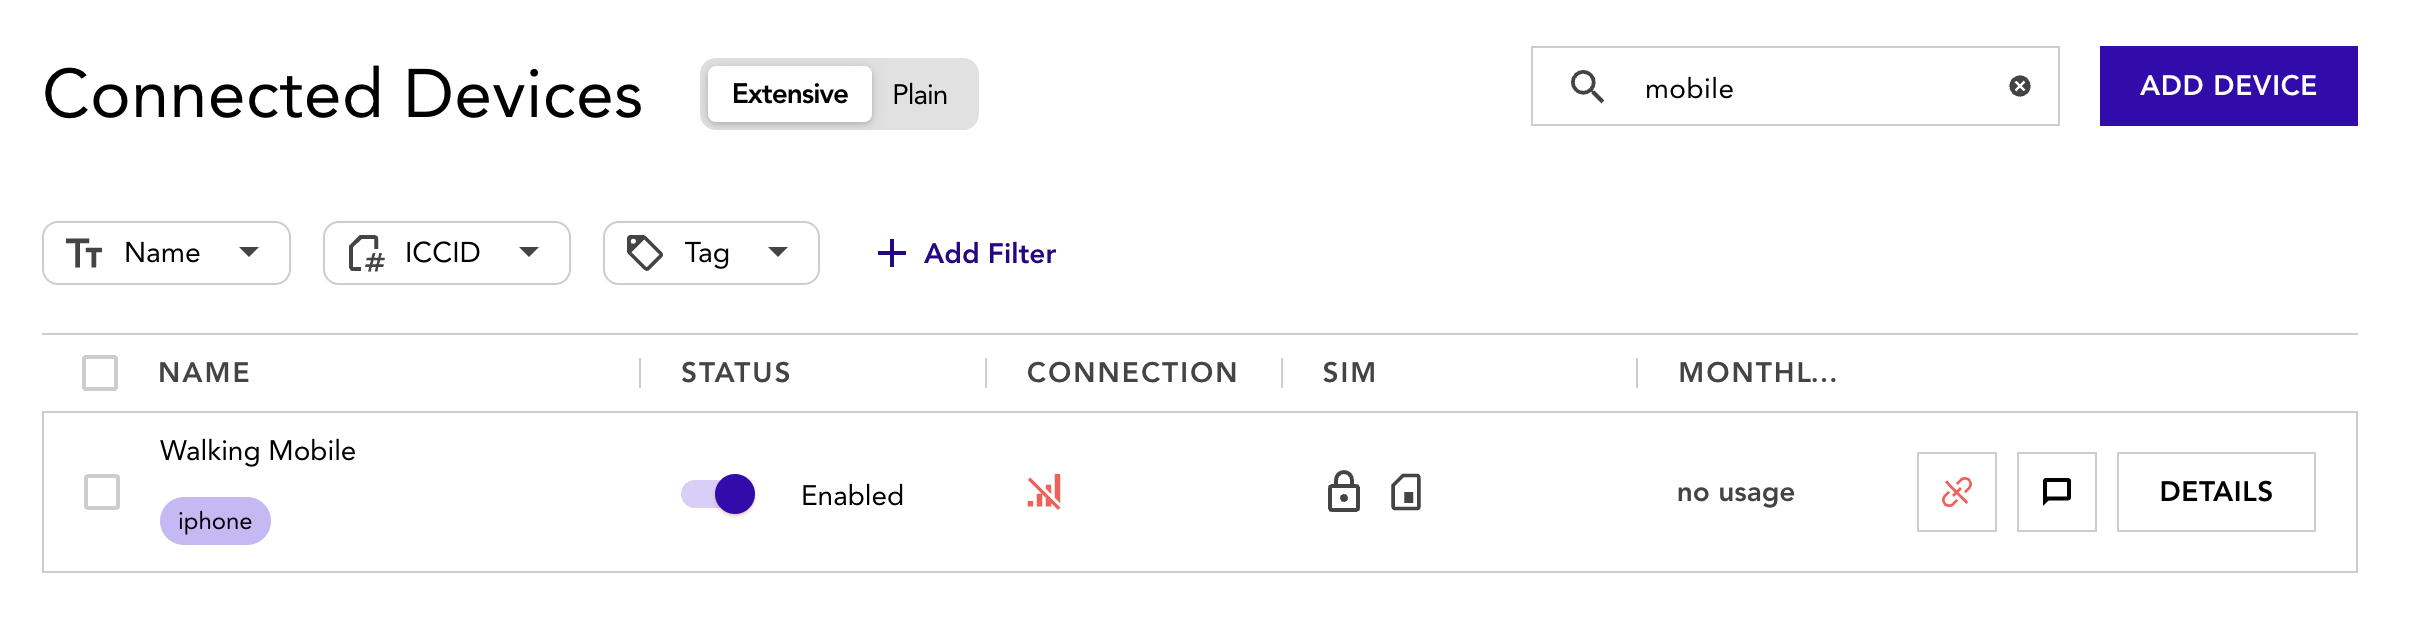 Connected Devices
Extensive
Plain
mobile
ADD DEVICE
Name
ICCID
Tag
Add Filter
NAME
STATUS
CONNECTION
SIM
MONTHL...
Walking Mobile
iphone
Enabled
no usage
DETAILS